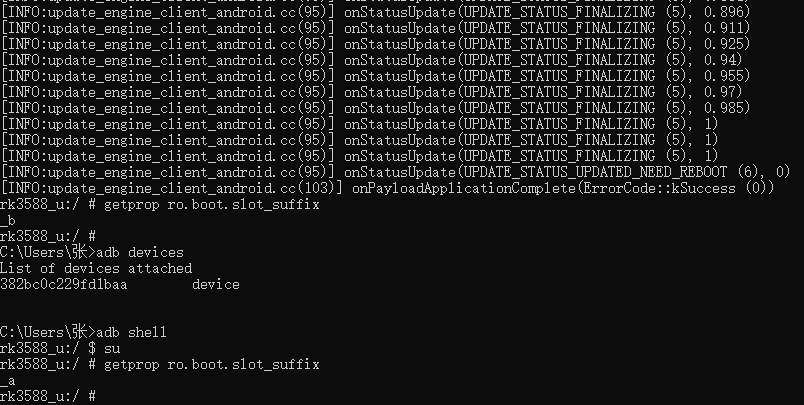 [INFO:update_engine_client_android.cc(95)] onStatusUpdate(UPDATE_STATUS_FINALIZING (5), 0.896)
[INFO:update_engine_client_android.cc(95)] onStatusUpdate(UPDATE_STATUS_FINALIZING (5), 0.911)
[INFO:update_engine_client_android.cc(95)] onStatusUpdate(UPDATE_STATUS_FINALIZING (5), 0.925)
[INFO:update_engine_client_android.cc(95)] onStatusUpdate(UPDATE_STATUS_FINALIZING (5), 0.94)
[INFO:update_engine_client_android.cc(95)] onStatusUpdate(UPDATE_STATUS_FINALIZING (5), 0.955)
[INFO:update_engine_client_android.cc(95)] onStatusUpdate(UPDATE_STATUS_FINALIZING (5), 0.97)
[INFO:update_engine_client_android.cc(95)] onStatusUpdate(UPDATE_STATUS_FINALIZING (5), 0.985)
[INFO:update_engine_client_android.cc(95)] onStatusUpdate(UPDATE_STATUS_FINALIZING (5), 1)
[INFO:update_engine_client_android.cc(95)] onStatusUpdate(UPDATE_STATUS_FINALIZING (5), 1)
[INFO:update_engine_client_android.cc(95)] onStatusUpdate(UPDATE_STATUS_FINALIZING (5), 1)
[INFO:update_engine_client_android.cc(95)] onStatusUpdate(UPDATE_STATUS_UPDATED_NEED_REBOOT (6), 0)
[INFO:update_engine_client_android.cc(103)] onPayloadApplicationComplete(ErrorCode::kSuccess (0))
rk3588_u:/ # getprop ro.boot.slot_suffix
_b
rk3588_u:/ #
C:\Users\张>adb devices
List of devices attached
382bc0c229fd1baa device
C:\Users\张>adb shell
rk3588_u:/ $ su
rk3588_u:/ # getprop ro.boot.slot_suffix
_a
rk3588_u:/ #